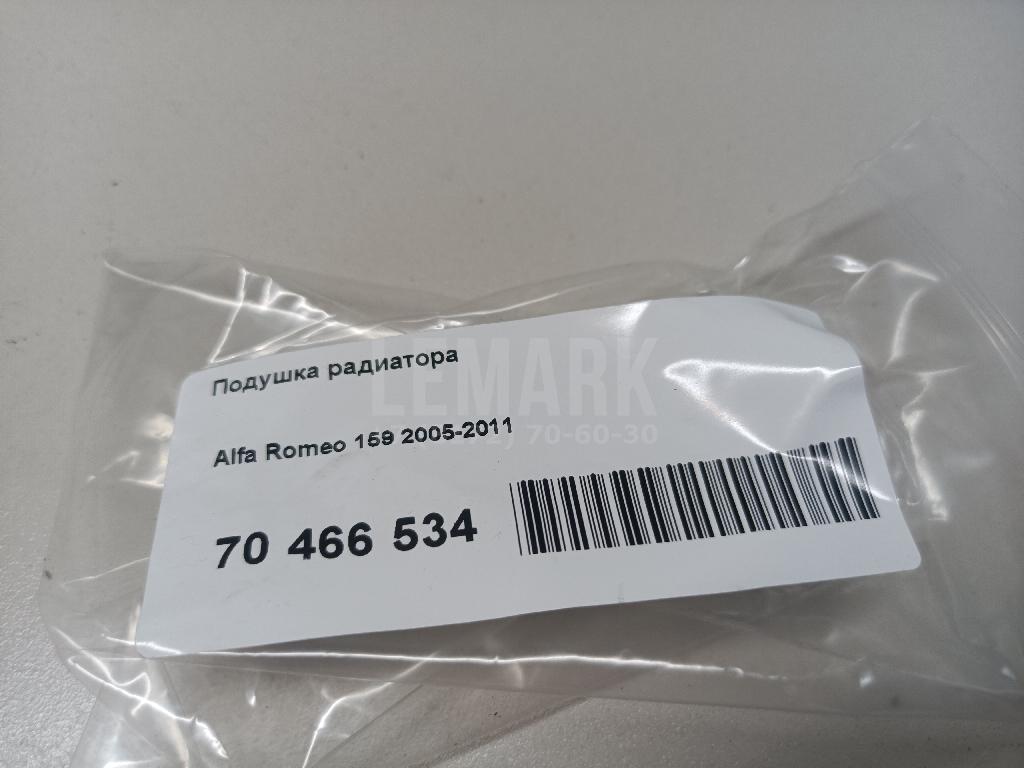 Подушка радиатора
LEMARK
Alfa Romeo 159 2005-2011
70-60-30
70 466 534